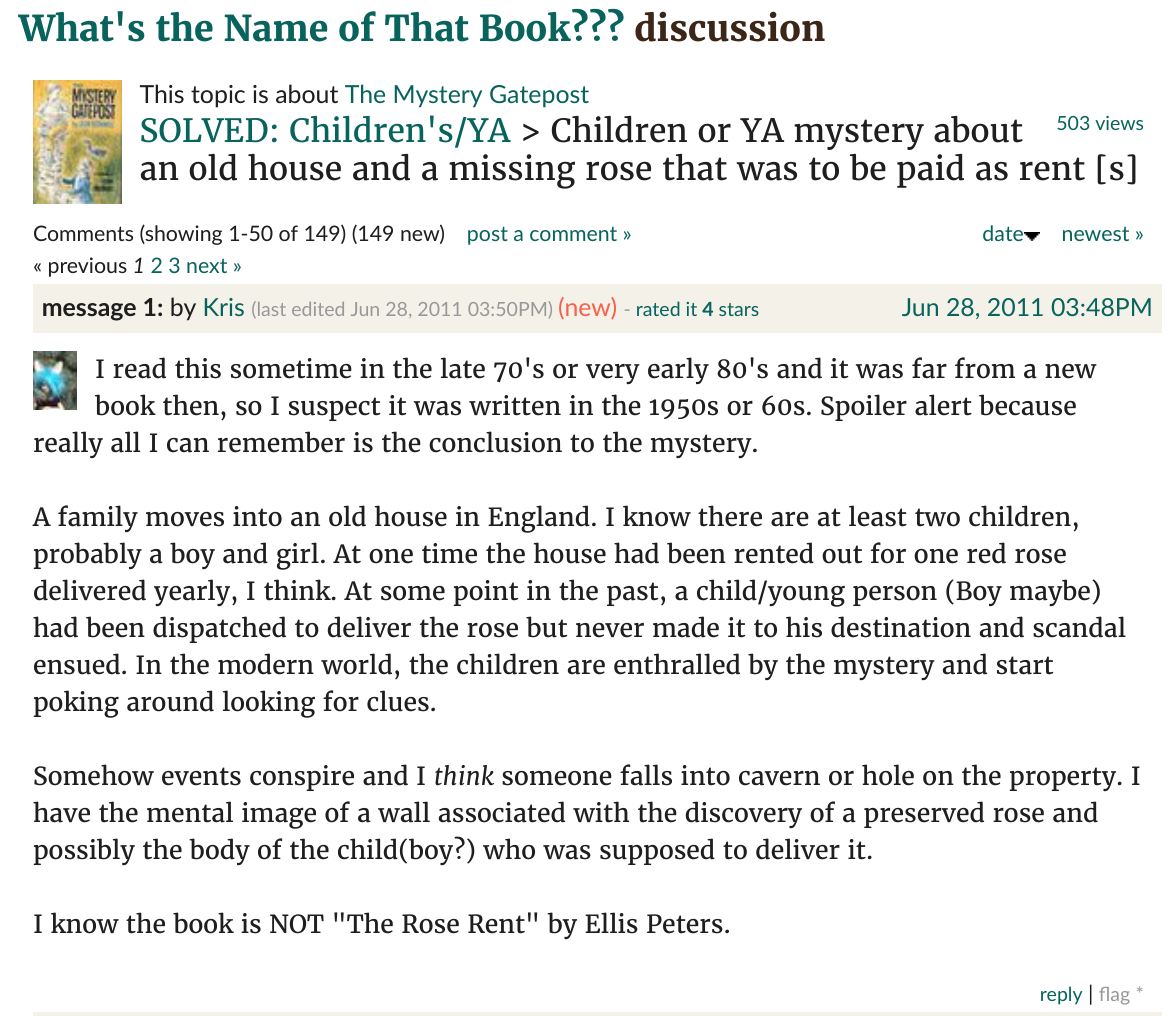 What's the Name of That Book??? discussion
MYSTERY
GATEPOST
This topic is about The Mystery Gatepost
SOLVED: Children's/YA > Children or YA mystery about
503 views
an old house and a missing rose that was to be paid as rent [s]
Comments (showing 1-50 of 149) (149 new) post a comment »
date newest »
« previous 1 2 3 next »
message 1: by Kris (last edited Jun 28, 2011 03:50PM) (new) - rated it 4 stars
Jun 28, 2011 03:48PM
I read this sometime in the late 70's or very early 80's and it was far from a new
book then, so I suspect it was written in the 1950s or 60s. Spoiler alert because
really all I can remember is the conclusion to the mystery.
A family moves into an old house in England. I know there are at least two children,
probably a boy and girl. At one time the house had been rented out for one red rose
delivered yearly, I think. At some point in the past, a child/young person (Boy maybe)
had been dispatched to deliver the rose but never made it to his destination and scandal
ensued. In the modern world, the children are enthralled by the mystery and start
poking around looking for clues.
Somehow events conspire and I think someone falls into cavern or hole on the property. I
have the mental image of a wall associated with the discovery of a preserved rose and
possibly the body of the child(boy?) who was supposed to deliver it.
I know the book is NOT "The Rose Rent" by Ellis Peters.
reply | flag *